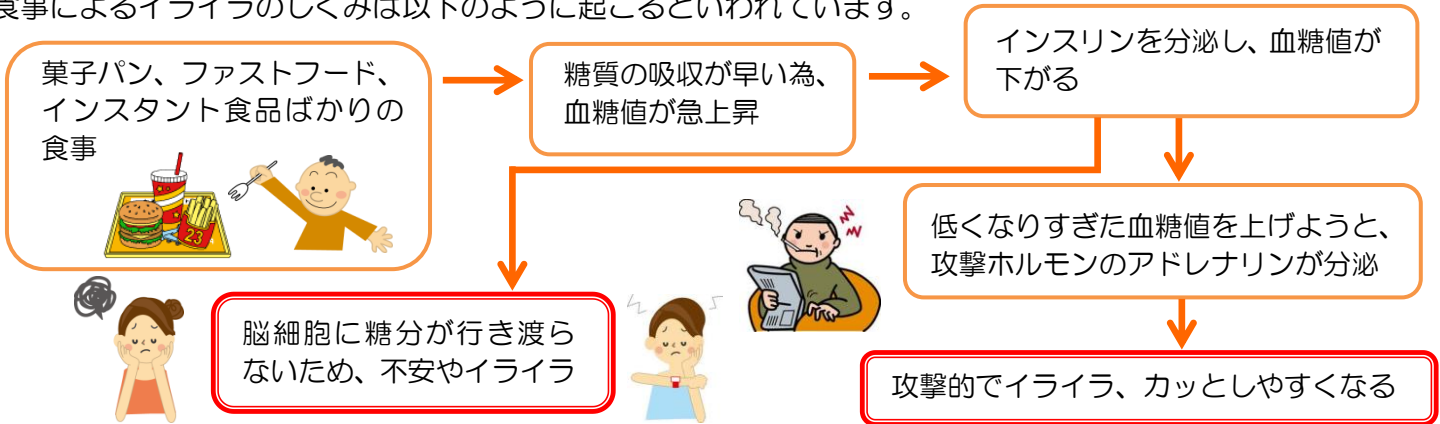 食事によるイライラのしくみは以下のように起こるといわれています。
菓子パン、ファストフード、
インスタント食品ばかりの
食事
23
糖質の吸収が早い為、
血糖値が急上昇
インスリンを分泌し、血糖値が
下がる
低くなりすぎた血糖値を上げようと、
攻撃ホルモンのアドレナリンが分泌
脳細胞に糖分が行き渡ら
ないため、不安やイライラ
攻撃的でイライラ、カッとしやすくなる